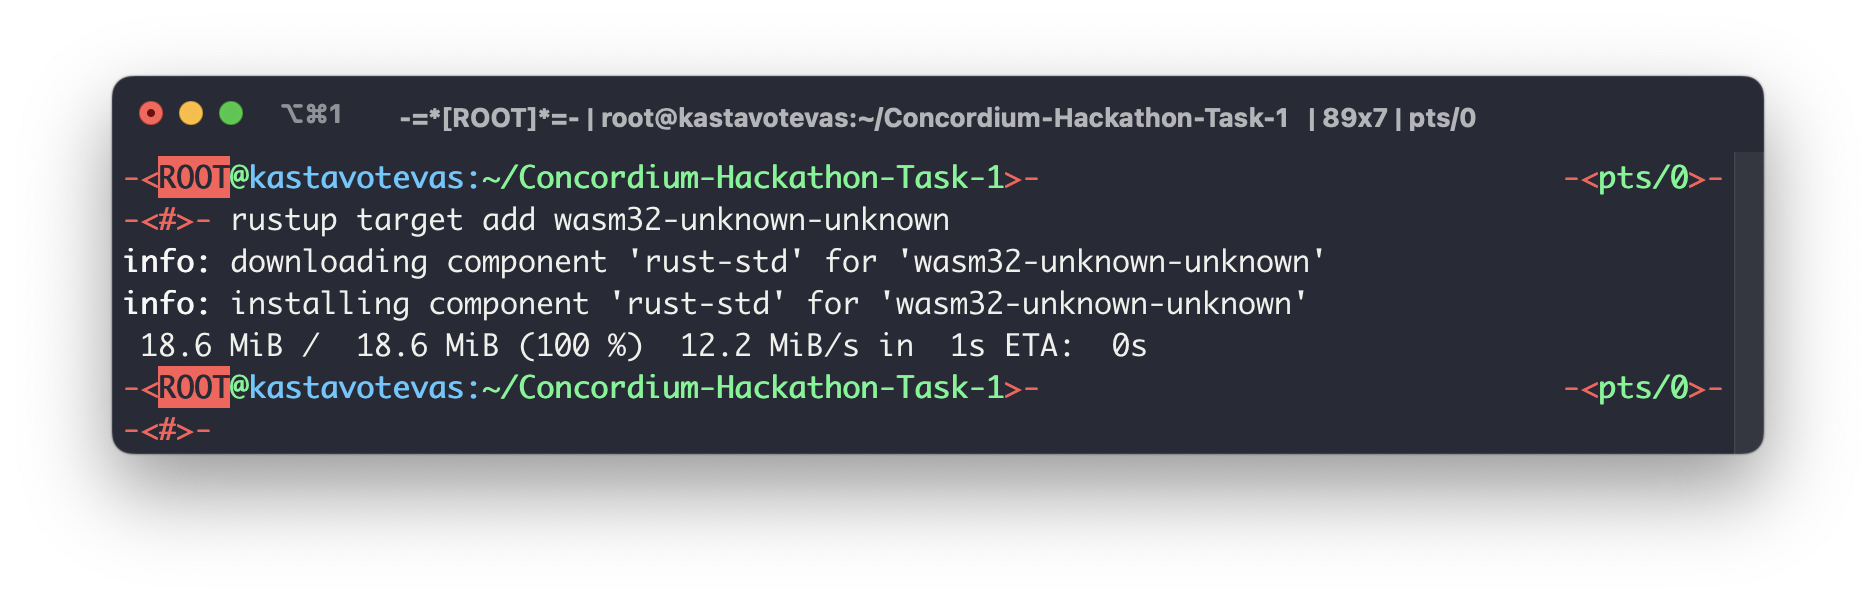 ⌥⌘1 -=*[ROOT]*=- | root@kastavotevas:~/Concordium-Hackathon-Task-1 | 89x7 | pts/0
-<ROOT@kastavotevas:~/Concordium-Hackathon-Task-1>- -<pts/0>-
-<#>- rustup target add wasm32-unknown-unknown
info: downloading component 'rust-std' for 'wasm32-unknown-unknown'
info: installing component 'rust-std' for 'wasm32-unknown-unknown'
18.6 MiB / 18.6 MiB (100 %) 12.2 MiB/s in 1s ETA: 0s
-<ROOT@kastavotevas:~/Concordium-Hackathon-Task-1>- -<pts/0>-
-<#>-